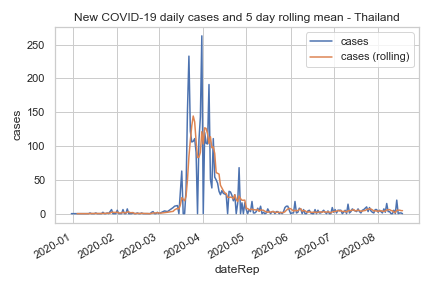 New COVID-19 daily cases and 5 day rolling mean - Thailand
cases
cases (rolling)
250
200
150
100
50
0
cases
2020-01
2020-02
2020-03
2020-04
2020-05
2020-06
2020-07
2020-08
dateRep